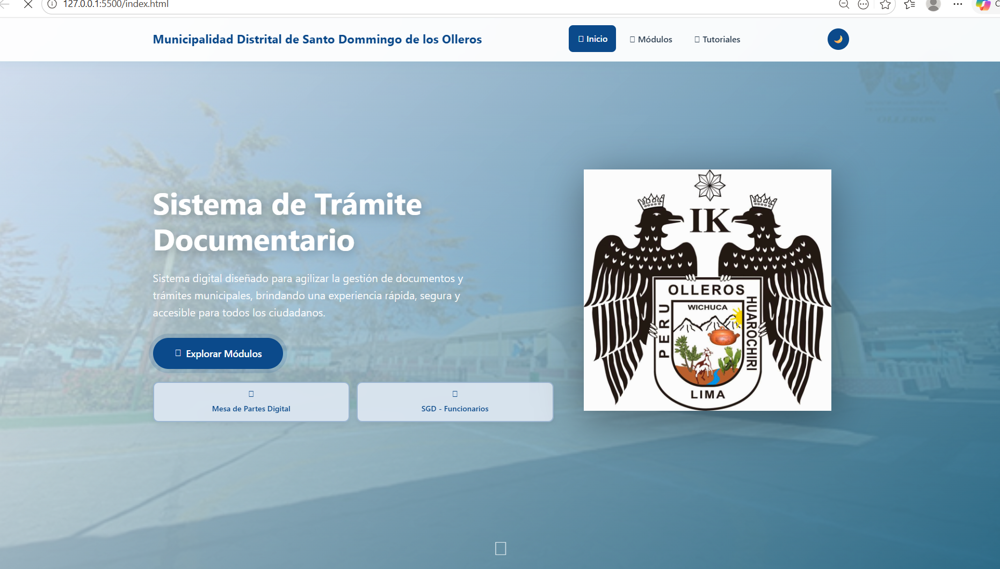 127.0.0.1:5500/index.html
Municipalidad Distrital de Santo Dommingo de los Olleros
Inicio
Módulos
Tutoriales
Sistema de Trámite
Documentario
Sistema digital diseñado para agilizar la gestión de documentos y
trámites municipales, brindando una experiencia rápida, segura y
accesible para todos los ciudadanos.
Explorar Módulos
Mesa de Partes Digital
SGD - Funcionarios
IK
OLLEROS
WICHUCA
PERU
HUAROCHIRI
LIMA
OLLEROS